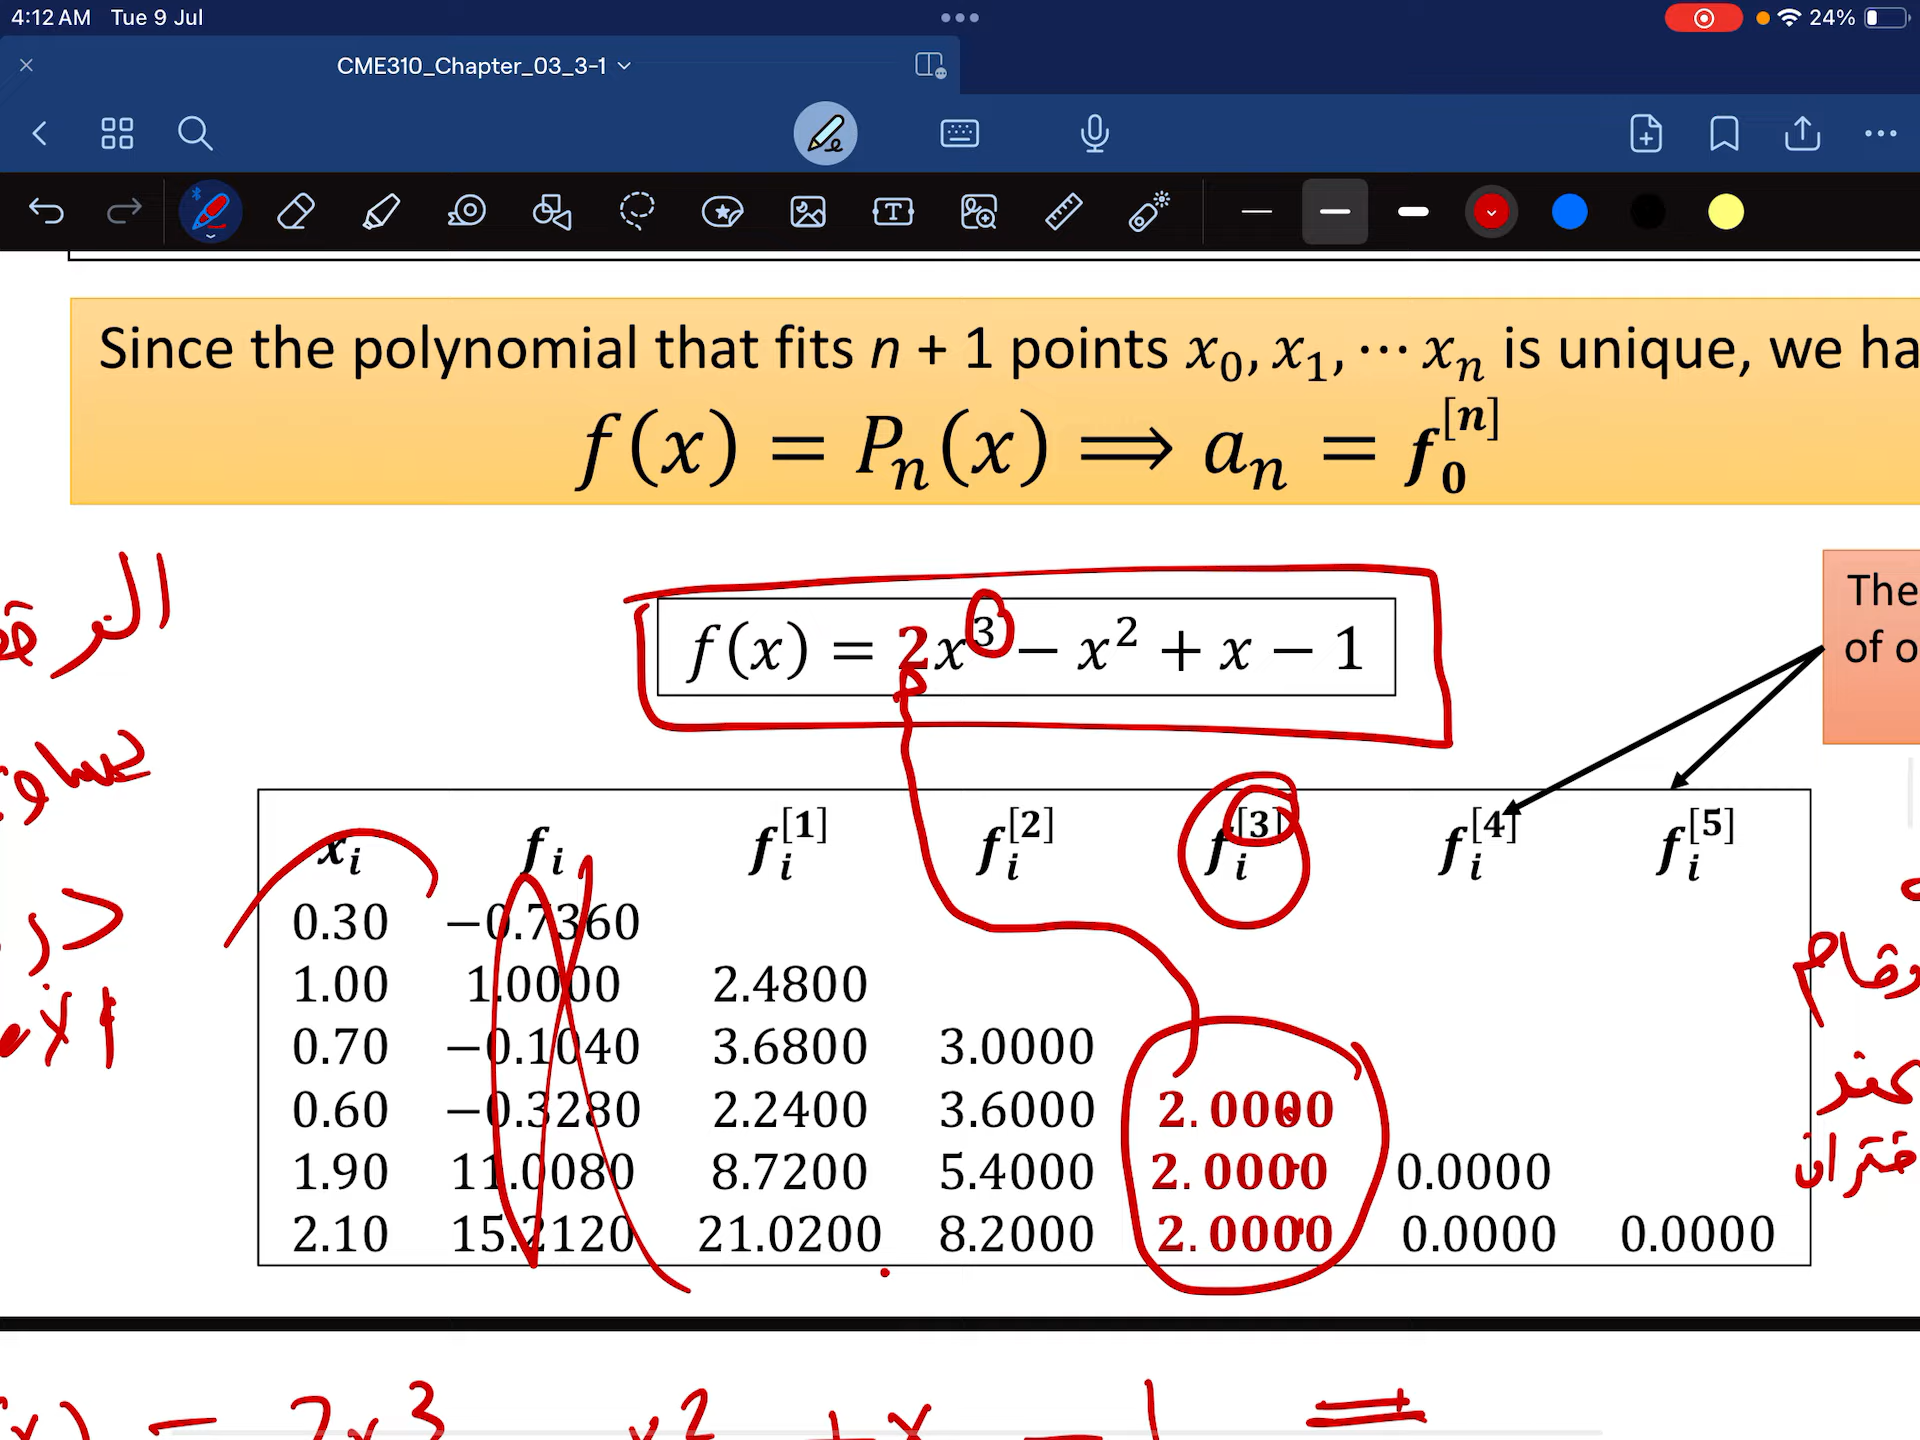 4:12 AM Tue 9 Jul
24%
CME310_Chapter_03_3-1
Since the polynomial that fits n + 1 points x₀, x₁, ⋯ xₙ is unique, we ha
f(x) = Pₙ(x) ⟹ aₙ = f₀^[n]
f(x) = 2x³ − x² + x − 1
The
of o
xᵢ fᵢ fᵢ^[1] fᵢ^[2] fᵢ^[3] fᵢ^[4] fᵢ^[5]
0.30 −0.7360
1.00 1.0000 2.4800
0.70 −0.1040 3.6800 3.0000
0.60 −0.3280 2.2400 3.6000 2.0000
1.90 11.0080 8.7200 5.4000 2.0000 0.0000
2.10 15.2120 21.0200 8.2000 2.0000 0.0000 0.0000
x) = 2x³ x² + x − 1 =